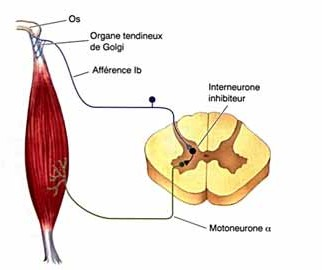 Os
Organe tendineux
de Golgi
Afférence Ib
Interneurone
inhibiteur
Motoneurone α